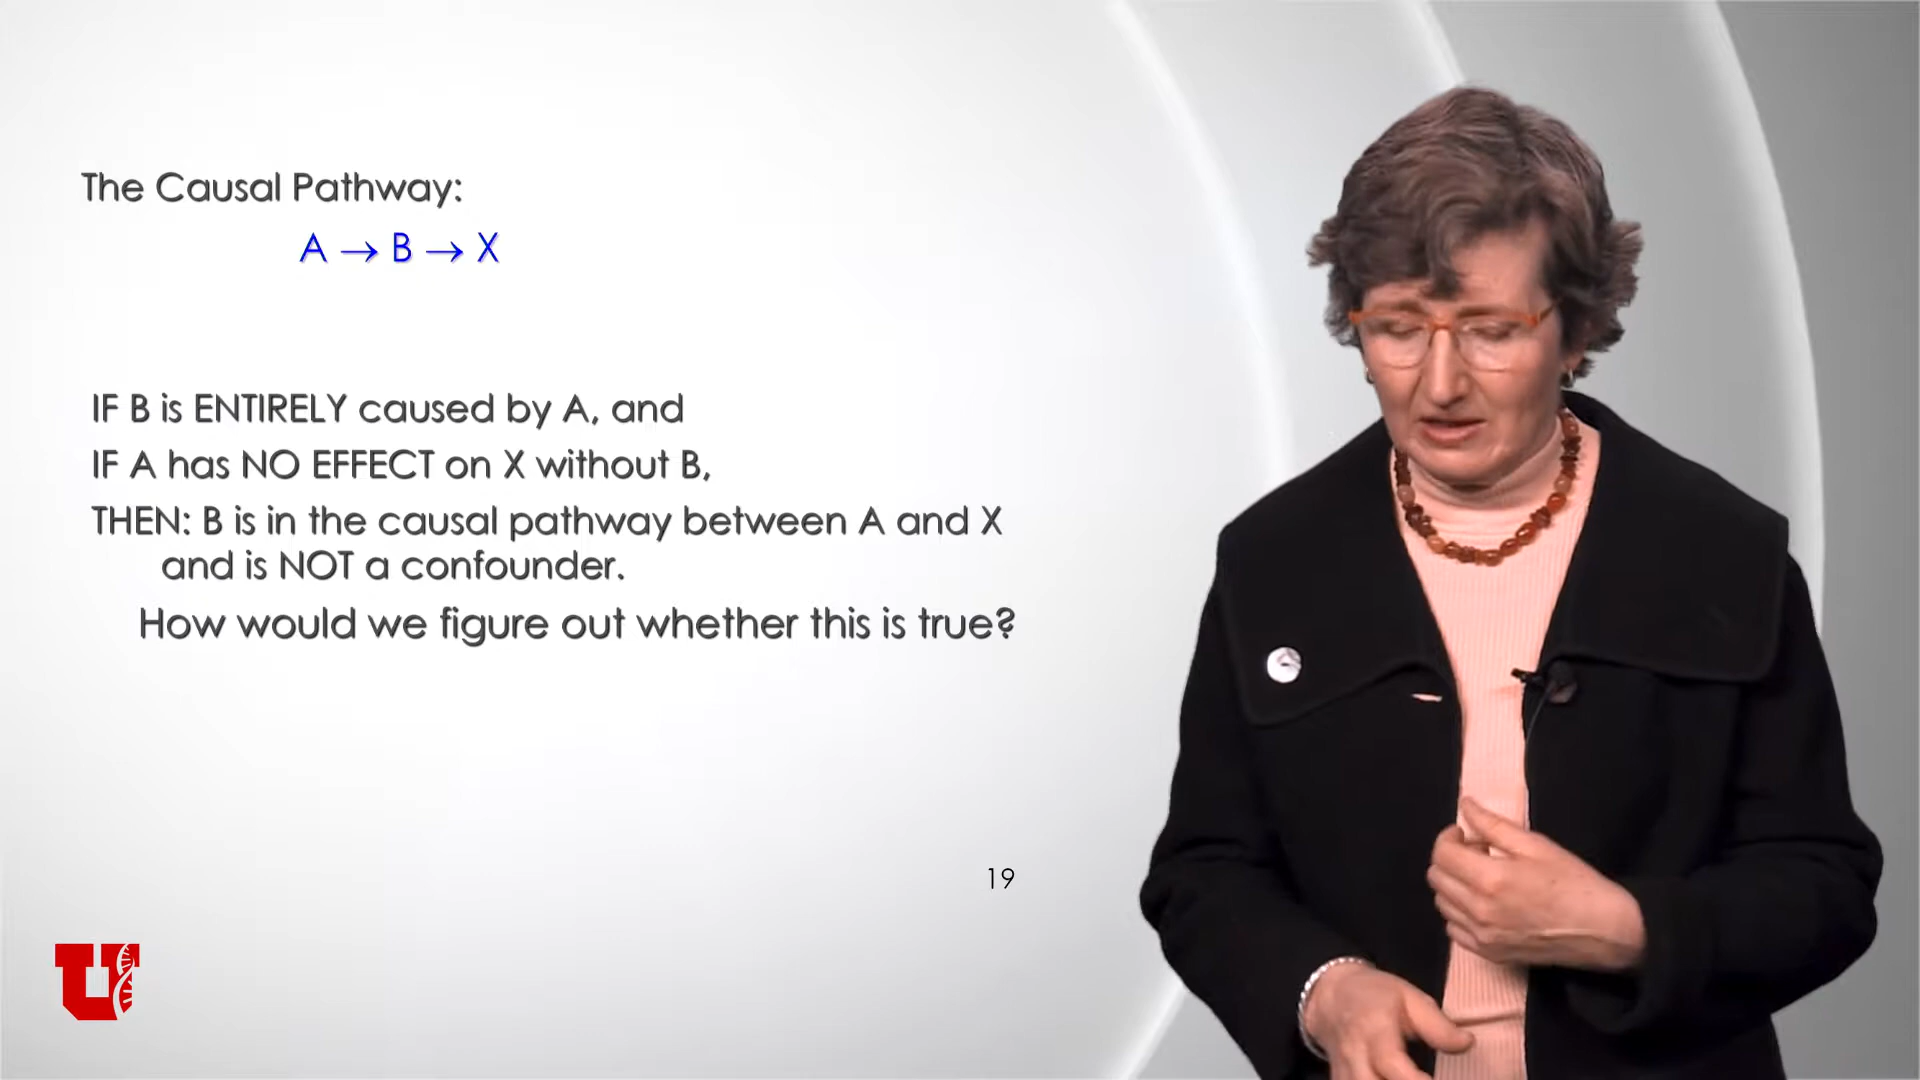 The Causal Pathway:
A → B → X
IF B is ENTIRELY caused by A, and
IF A has NO EFFECT on X without B,
THEN: B is in the causal pathway between A and X
and is NOT a confounder.
How would we figure out whether this is true?
19
U